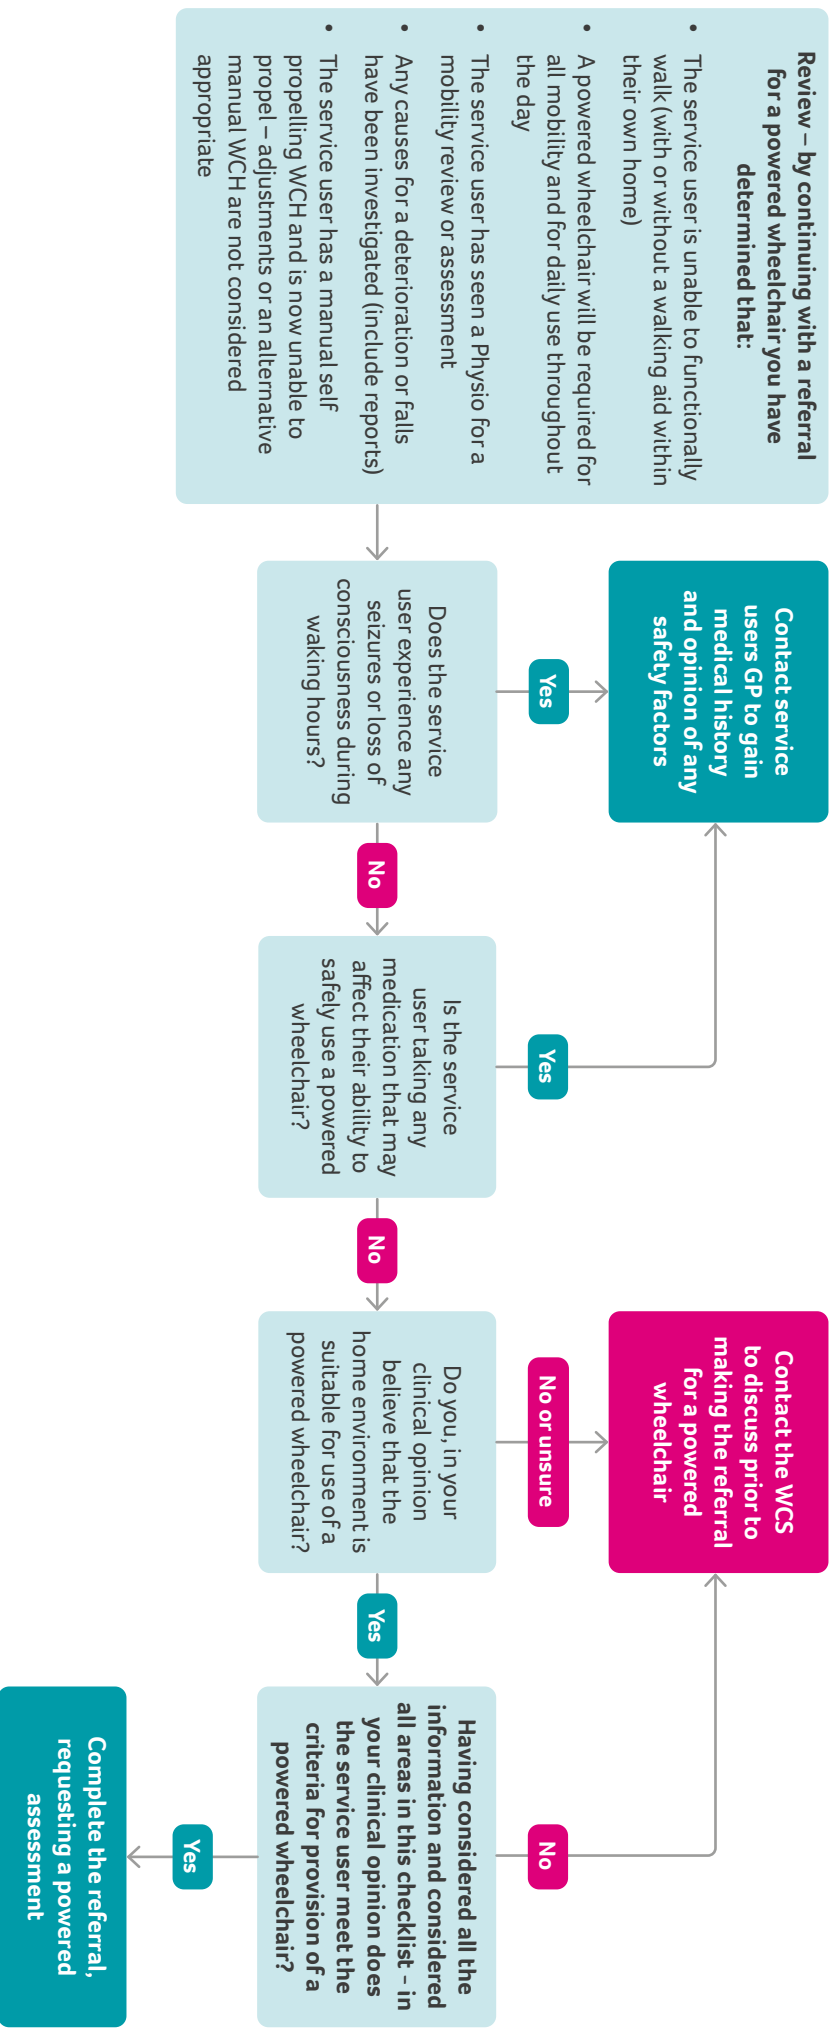 Review – by continuing with a referral
for a powered wheelchair you have
determined that:
• The service user is unable to functionally
walk (with or without a walking aid within
their own home)
• A powered wheelchair will be required for
all mobility and for daily use throughout
the day
• The service user has seen a Physio for a
mobility review or assessment
• Any causes for a deterioration or falls
have been investigated (include reports)
• The service user has a manual self
propelling WCH and is now unable to
propel – adjustments or an alternative
manual WCH are not considered
appropriate
Contact service
users GP to gain
medical history
and opinion of any
safety factors
Yes
Does the service
user experience any
seizures or loss of
consciousness during
waking hours?
No
Yes
Is the service
user taking any
medication that may
affect their ability to
safely use a powered
wheelchair?
No
Contact the WCS
to discuss prior to
making the referral
for a powered
wheelchair
No or unsure
Do you, in your
clinical opinion
believe that the
home environment is
suitable for use of a
powered wheelchair?
Yes
No
Having considered all the
information and considered
all areas in this checklist – in
your clinical opinion does
the service user meet the
criteria for provision of a
powered wheelchair?
Yes
Complete the referral,
requesting a powered
assessment